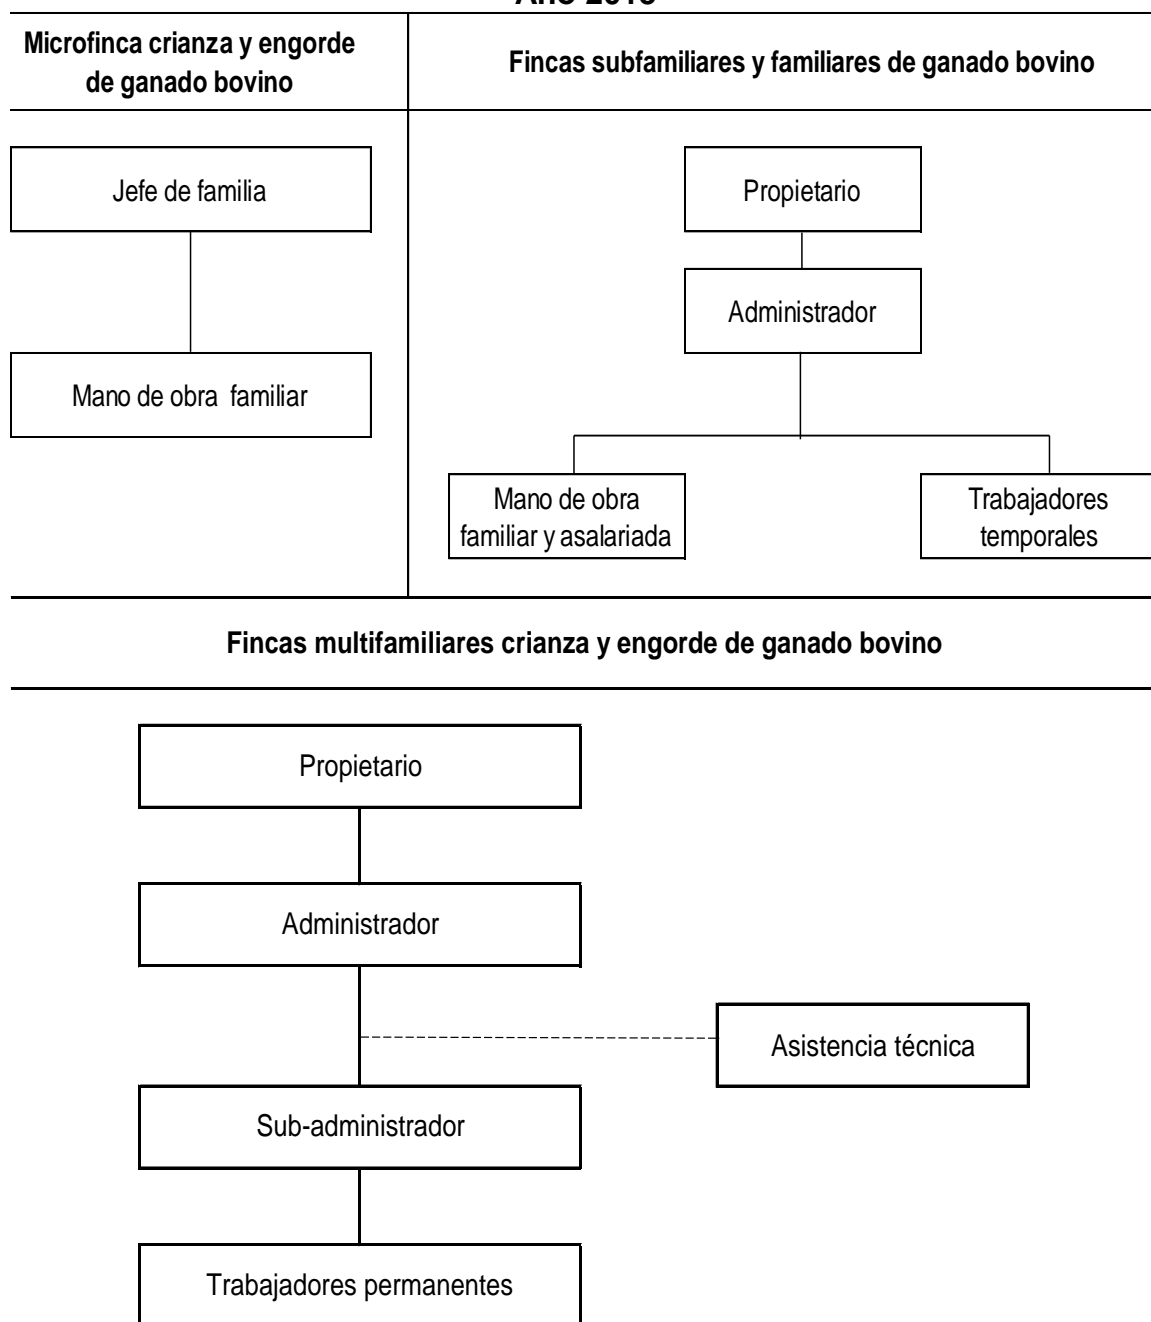 Microfinca crianza y engorde
de ganado bovino
Fincas subfamiliares y familiares de ganado bovino
Jefe de familia
Mano de obra familiar
Propietario
Administrador
Mano de obra
familiar y asalariada
Trabajadores
temporales
Fincas multifamiliares crianza y engorde de ganado bovino
Propietario
Administrador
Asistencia técnica
Sub-administrador
Trabajadores permanentes